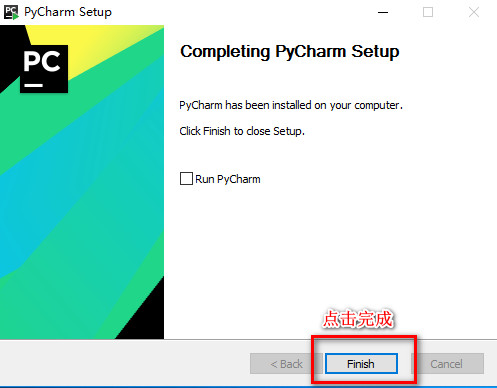 PyCharm Setup
PC
Completing PyCharm Setup
PyCharm has been installed on your computer.
Click Finish to close Setup.
Run PyCharm
点击完成
< Back
Finish
Cancel